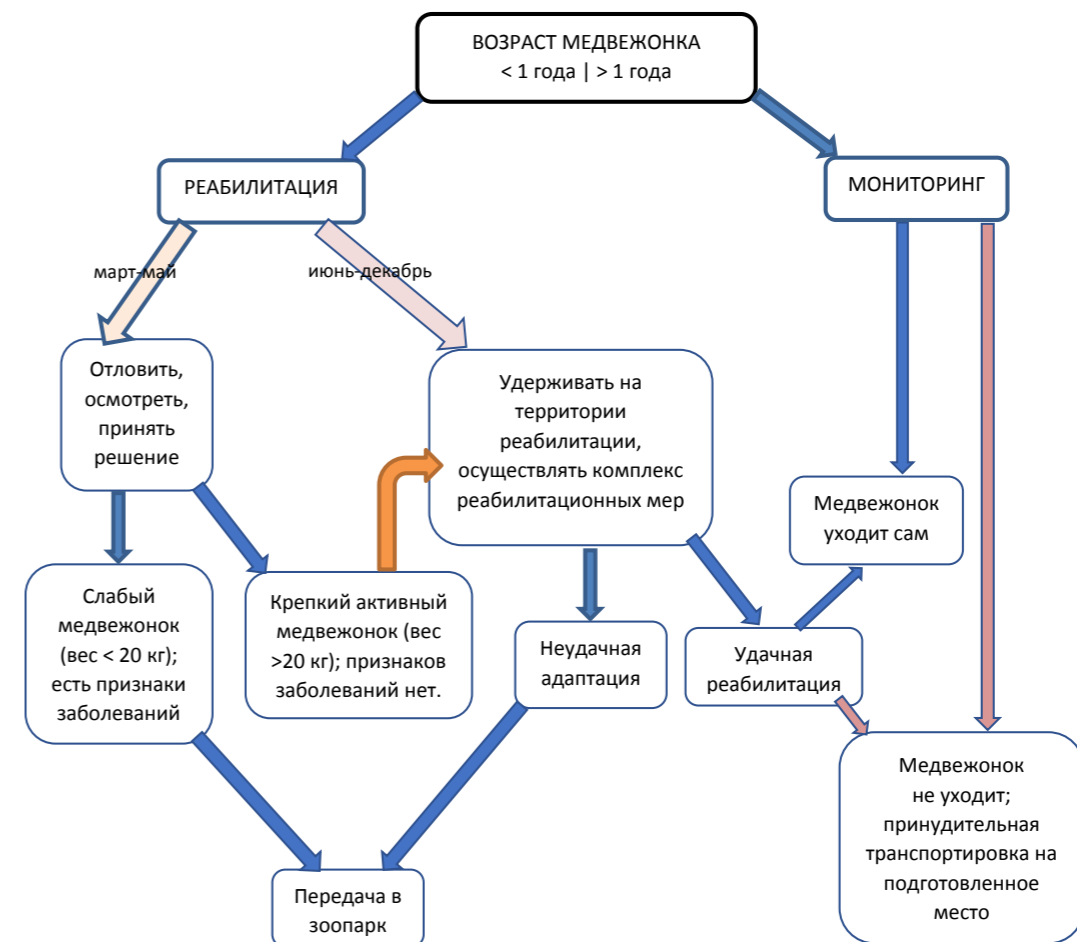 ВОЗРАСТ МЕДВЕЖОНКА
< 1 года | > 1 года
РЕАБИЛИТАЦИЯ
МОНИТОРИНГ
март-май
июнь-декабрь
Отловить,
осмотреть,
принять
решение
Удерживать на
территории
реабилитации,
осуществлять комплекс
реабилитационных мер
Медвежонок
уходит сам
Слабый
медвежонок
(вес < 20 кг);
есть признаки
заболеваний
Крепкий активный
медвежонок (вес
>20 кг); признаков
заболеваний нет.
Неудачная
адаптация
Удачная
реабилитация
Медвежонок
не уходит;
принудительная
транспортировка на
подготовленное
место
Передача в
зоопарк